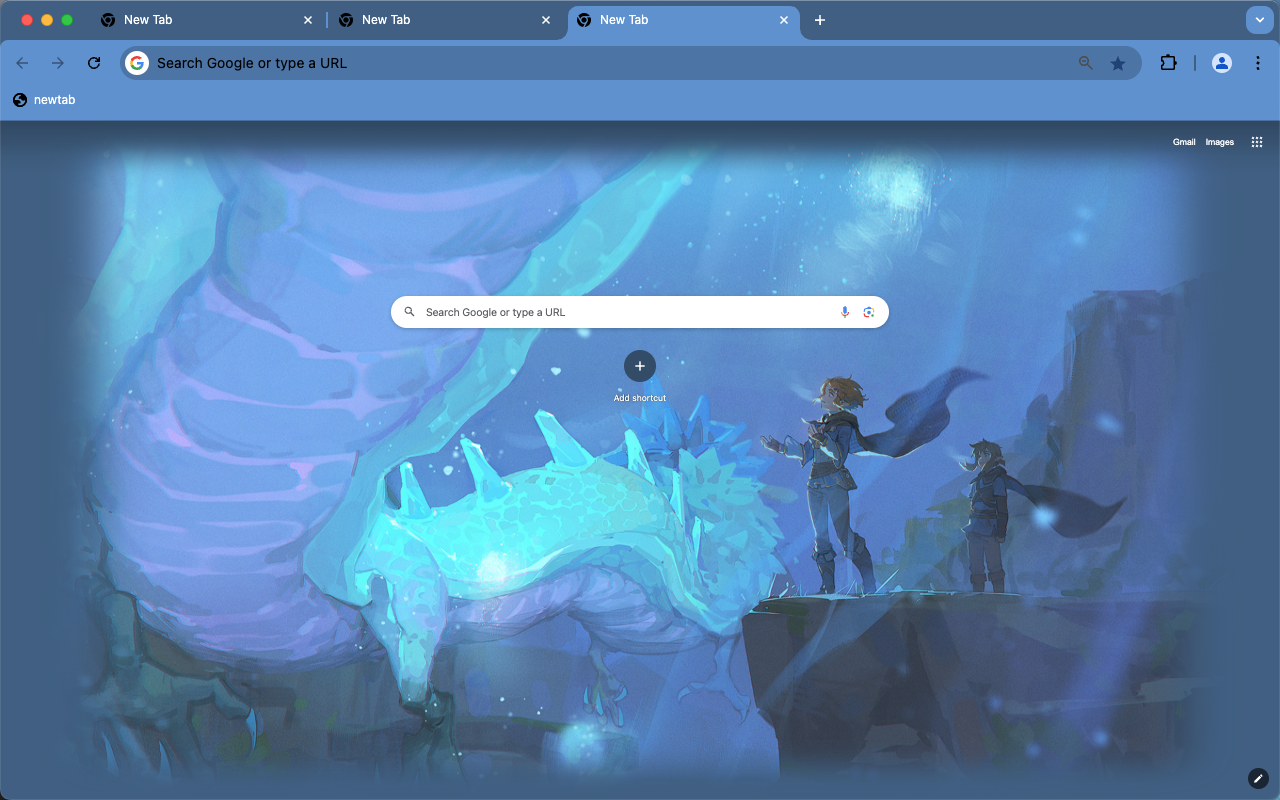 New Tab
New Tab
New Tab
Search Google or type a URL
newtab
Gmail Images
Search Google or type a URL
Add shortcut